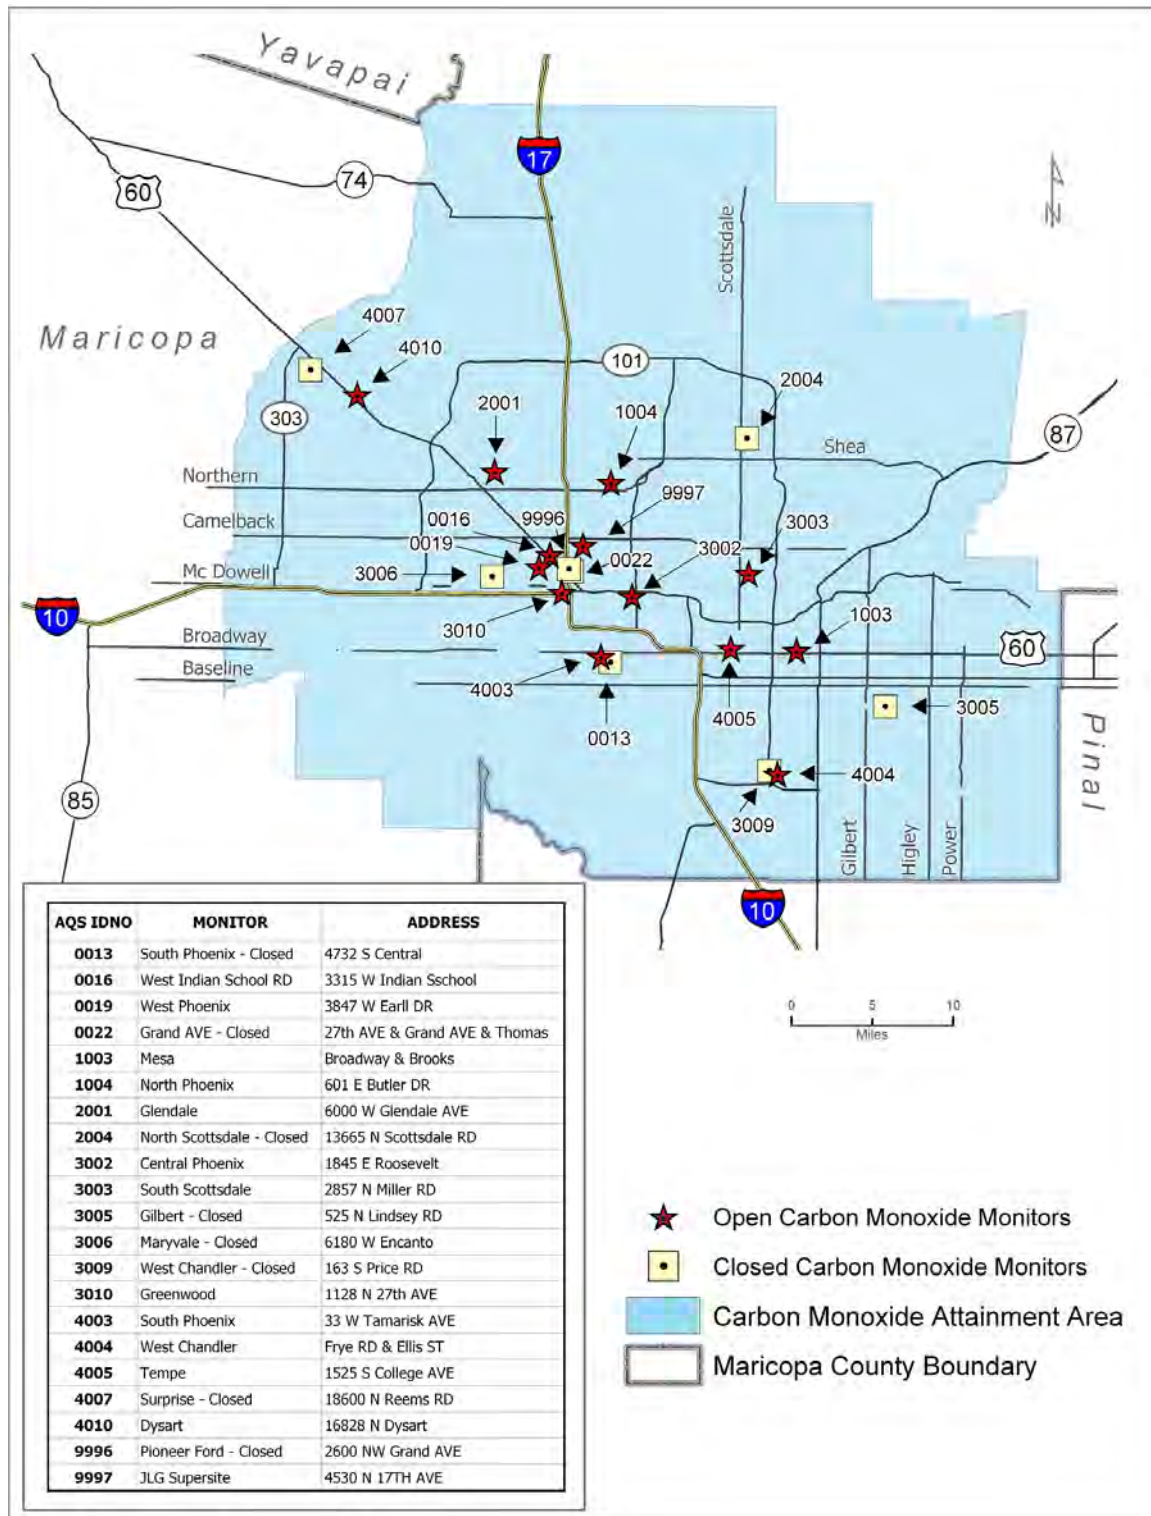 Yavapai
17
74
60
Scottsdale
4007
Maricopa
4010
101
2004
2001
1004
303
87
Shea
Northern
9997
9996
Camelback
0016
3003
0019
3002
3006
0022
Mc Dowell
10
3010
1003
Broadway
60
Baseline
4003
4005
3005
0013
Pinal
4004
85
3009
Gilbert
Higley
Power
10
AQS IDNO MONITOR ADDRESS
0013 South Phoenix - Closed 4732 S Central
0016 West Indian School RD 3315 W Indian Sschool
0019 West Phoenix 3847 W Earll DR
0022 Grand AVE - Closed 27th AVE & Grand AVE & Thomas
1003 Mesa Broadway & Brooks
1004 North Phoenix 601 E Butler DR
2001 Glendale 6000 W Glendale AVE
2004 North Scottsdale - Closed 13665 N Scottsdale RD
3002 Central Phoenix 1845 E Roosevelt
3003 South Scottsdale 2857 N Miller RD
3005 Gilbert - Closed 525 N Lindsey RD
3006 Maryvale - Closed 6180 W Encanto
3009 West Chandler - Closed 163 S Price RD
3010 Greenwood 1128 N 27th AVE
4003 South Phoenix 33 W Tamarisk AVE
4004 West Chandler Frye RD & Ellis ST
4005 Tempe 1525 S College AVE
4007 Surprise - Closed 18600 N Reems RD
4010 Dysart 16828 N Dysart
9996 Pioneer Ford - Closed 2600 NW Grand AVE
9997 JLG Supersite 4530 N 17TH AVE
0 5 10
Miles
Open Carbon Monoxide Monitors
Closed Carbon Monoxide Monitors
Carbon Monoxide Attainment Area
Maricopa County Boundary
N